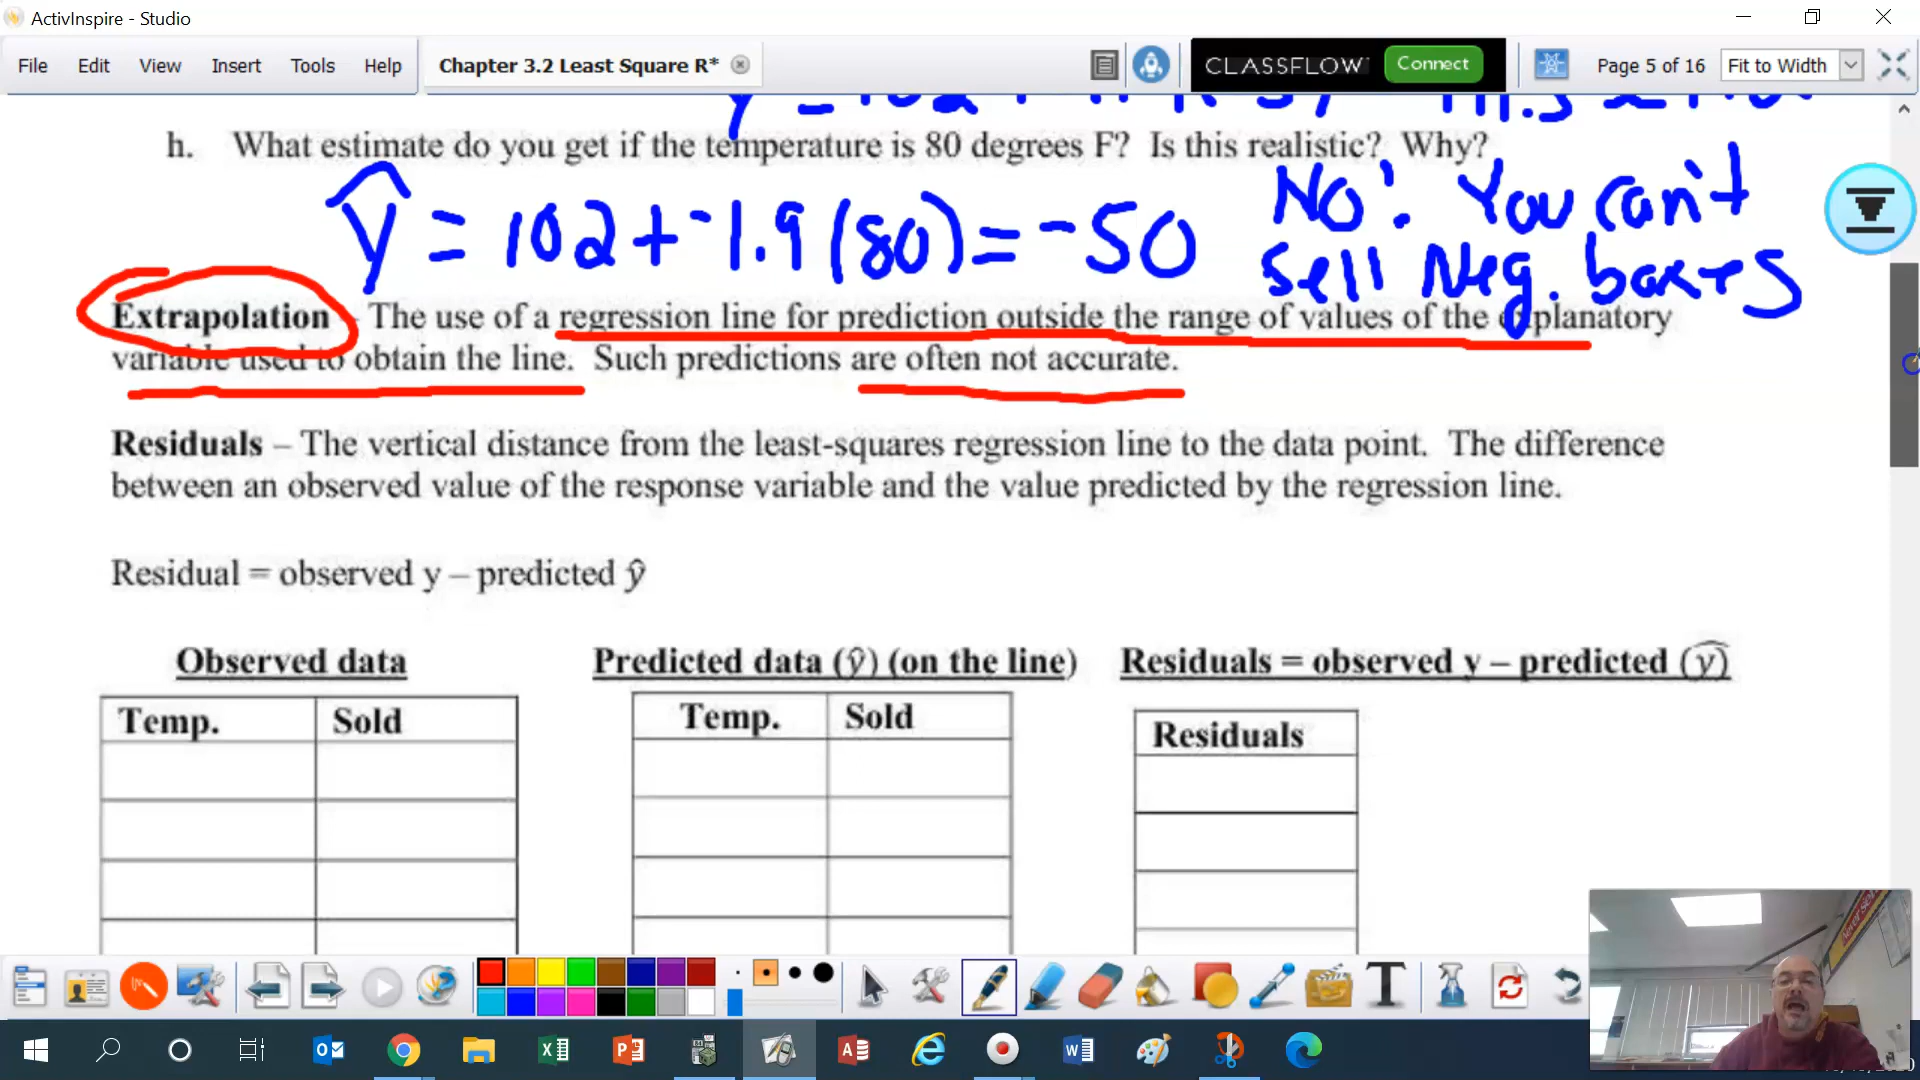 ActivInspire - Studio
File Edit View Insert Tools Help Chapter 3.2 Least Square R* CLASSFLOW Connect Page 5 of 16 Fit to Width
h. What estimate do you get if the temperature is 80 degrees F? Is this realistic? Why?
ŷ = 102 + -1.9 (80) = -50
No! You can't
sell Neg. boxes
Extrapolation – The use of a regression line for prediction outside the range of values of the explanatory
variable used to obtain the line. Such predictions are often not accurate.
Residuals – The vertical distance from the least-squares regression line to the data point. The difference
between an observed value of the response variable and the value predicted by the regression line.
Residual = observed y – predicted ŷ
Observed data Predicted data (ŷ) (on the line) Residuals = observed y – predicted (ŷ)
Temp. Sold Temp. Sold Residuals